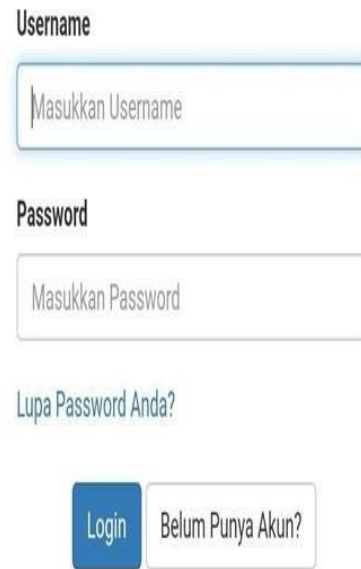 Username
Masukkan Username
Password
Masukkan Password
Lupa Password Anda?
Login Belum Punya Akun?